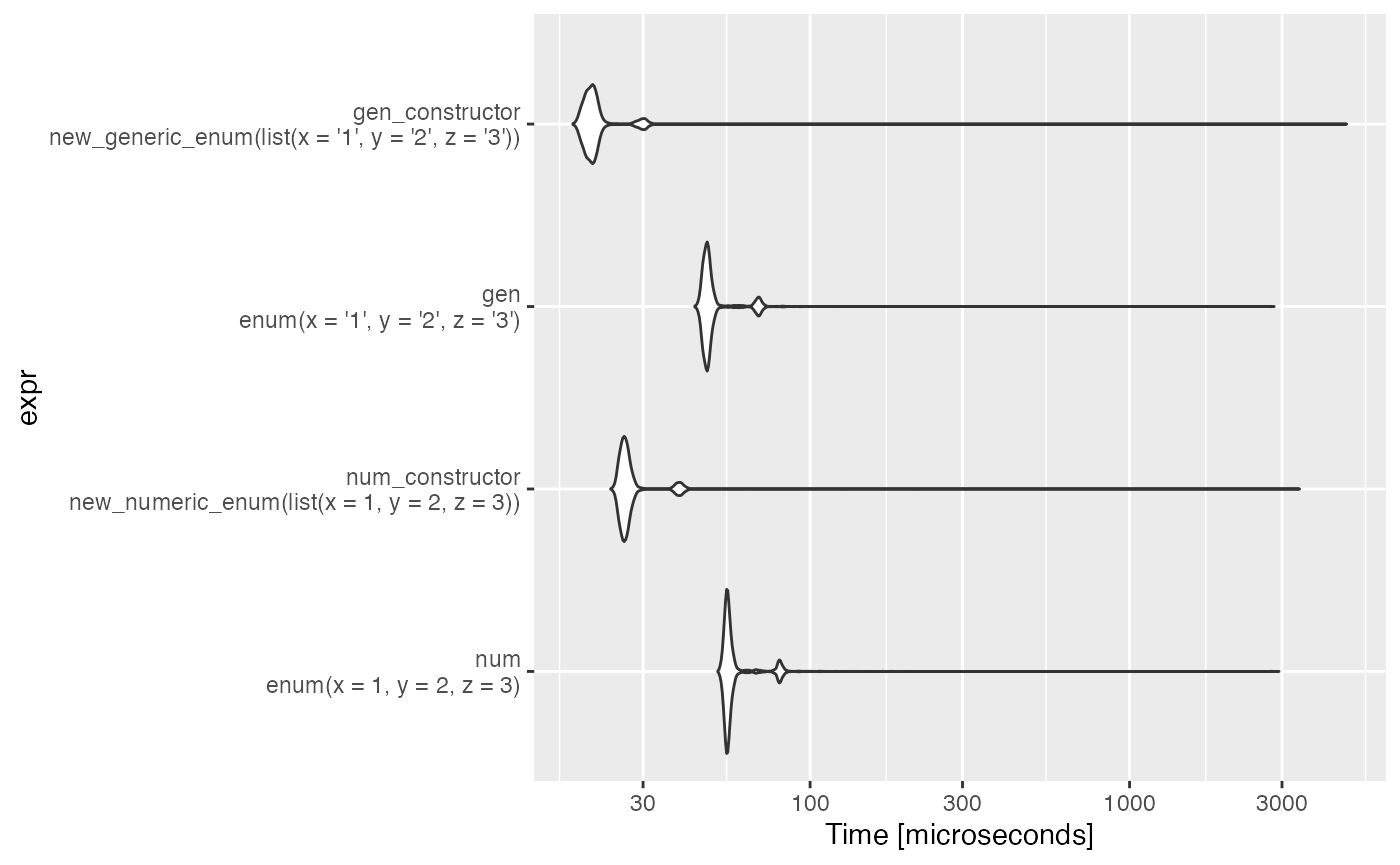 gen_constructor
new_generic_enum(list(x = '1', y = '2', z = '3'))
gen
enum(x = '1', y = '2', z = '3')
expr
num_constructor
new_numeric_enum(list(x = 1, y = 2, z = 3))
num
enum(x = 1, y = 2, z = 3)
30 100 300 1000 3000
Time [microseconds]